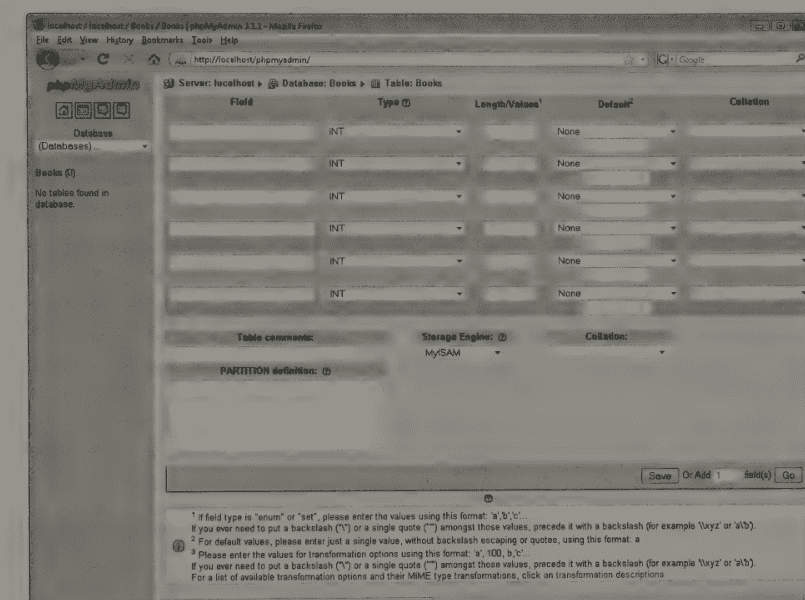 localhost / localhost / Books / Books | phpMyAdmin 3.1.1 - Mozilla Firefox
File Edit View History Bookmarks Tools Help
http://localhost/phpmyadmin/
Google
phpMyAdmin
Server: localhost ▸ Database: Books ▸ Table: Books
Field Type Length/Values1 Default2 Collation
Database
(Databases) ...
Books (0)
No tables found in
database.
INT None
INT None
INT None
INT None
INT None
INT None
Table comments: Storage Engine: Collation:
MyISAM
PARTITION definition:
Save Or Add 1 field(s) Go
1 If field type is "enum" or "set", please enter the values using this format: 'a','b','c'...
If you ever need to put a backslash ("\") or a single quote ("'") amongst those values, precede it with a backslash (for example '\\xyz' or 'a\'b').
2 For default values, please enter just a single value, without backslash escaping or quotes, using this format: a
3 Please enter the values for transformation options using this format: 'a', 100, b,'c'...
If you ever need to put a backslash ("\") or a single quote ("'") amongst those values, precede it with a backslash (for example '\\xyz' or 'a\'b').
For a list of available transformation options and their MIME type transformations, click on transformation descriptions